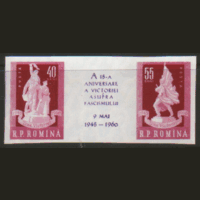 40
A 15-A
ANIVERSARE
A VICTORIEI
ASUPRA
FASCISMULUI
9 MAI
1945 - 1960
55
R.P. ROMINA
R.P. ROMINA